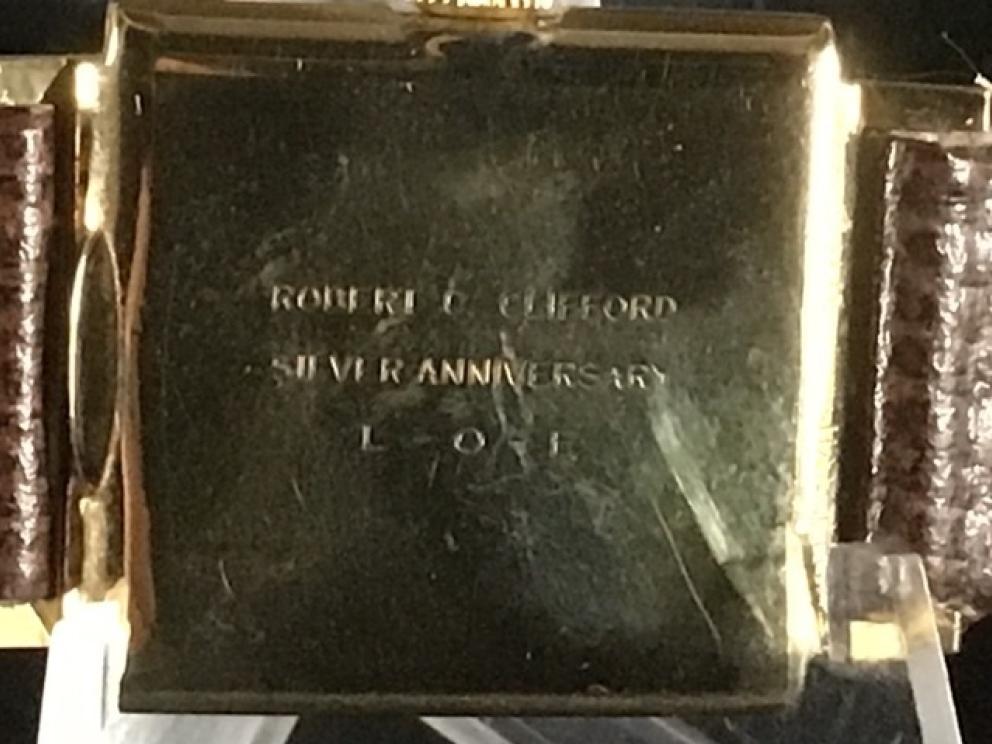 ROBERT C. CLIFFORD
SILVER ANNIVERSARY
L - O - F